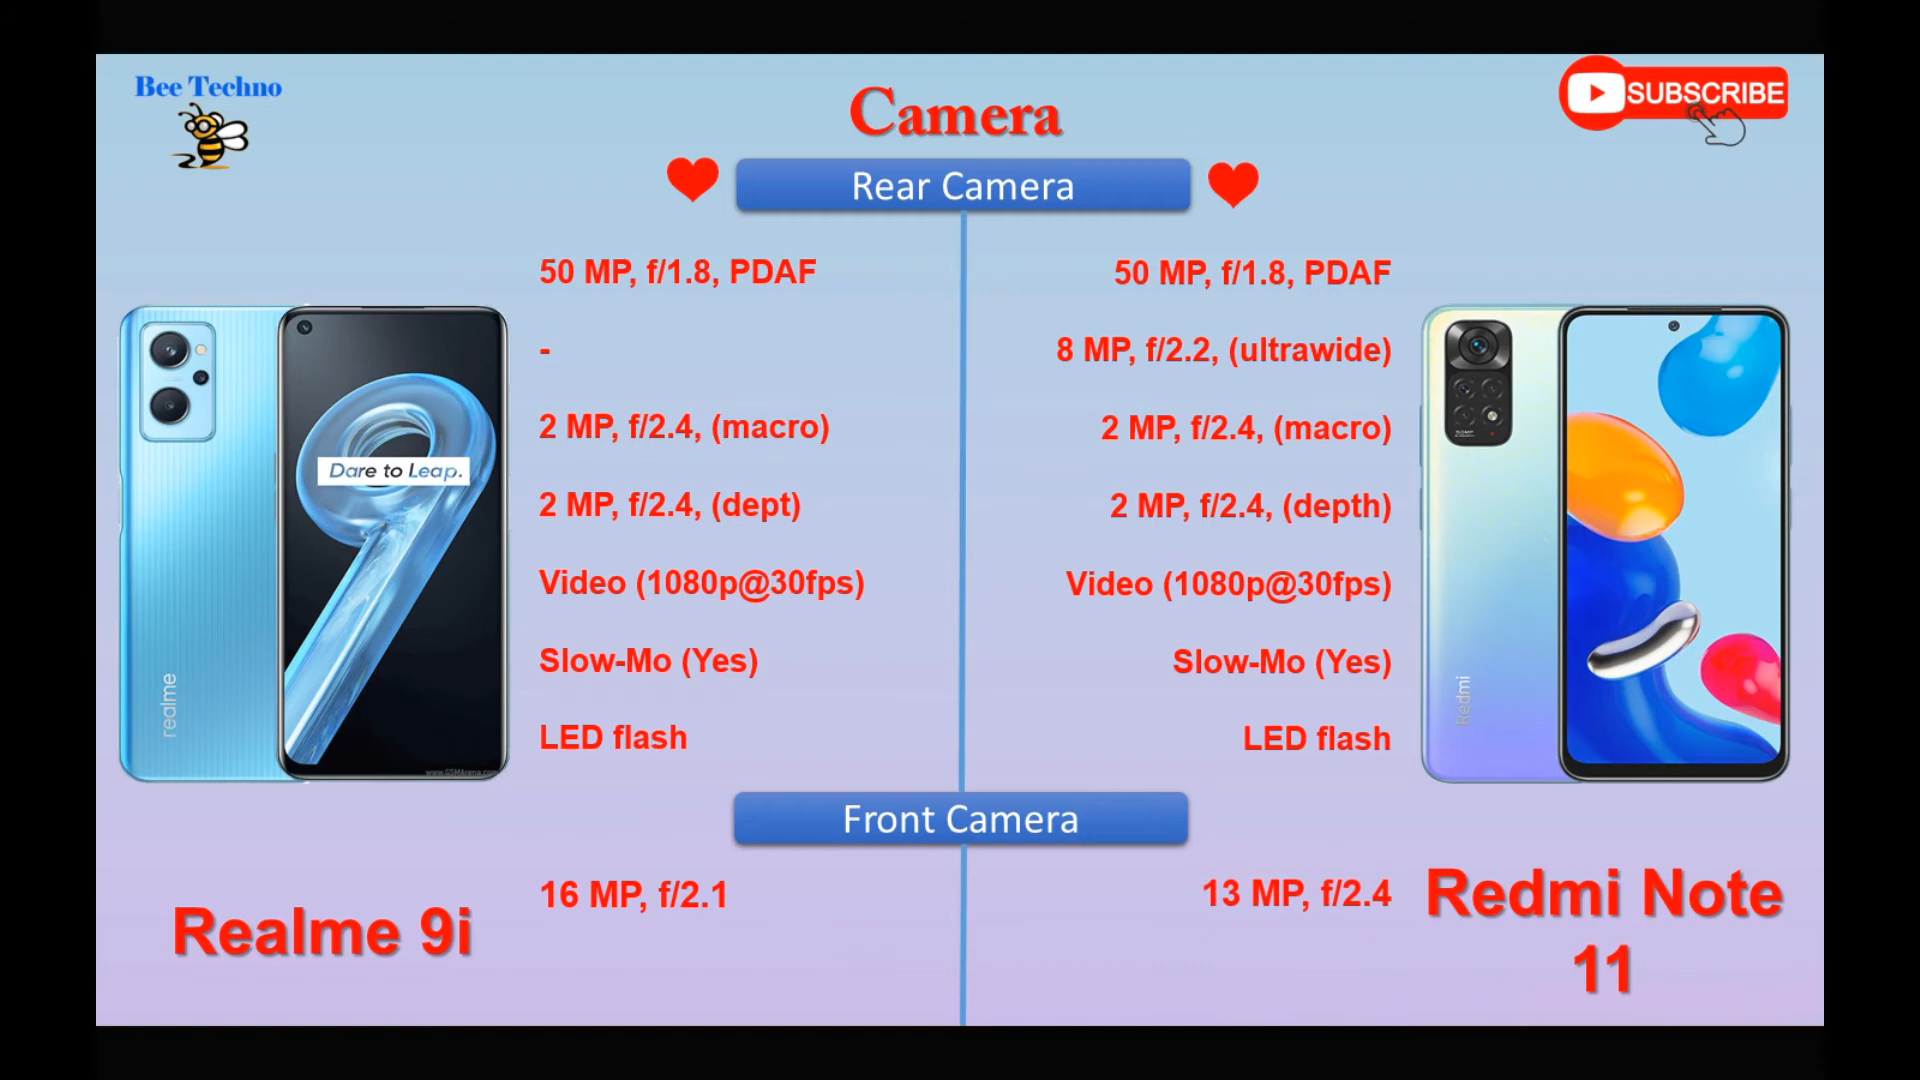 Bee Techno
Camera
SUBSCRIBE
Rear Camera
50 MP, f/1.8, PDAF
50 MP, f/1.8, PDAF
-
8 MP, f/2.2, (ultrawide)
2 MP, f/2.4, (macro)
2 MP, f/2.4, (macro)
Dare to Leap.
2 MP, f/2.4, (dept)
2 MP, f/2.4, (depth)
Video (1080p@30fps)
Video (1080p@30fps)
Slow-Mo (Yes)
Slow-Mo (Yes)
realme
Redmi
LED flash
LED flash
www.GSMArena.com
Front Camera
16 MP, f/2.1
13 MP, f/2.4
Realme 9i
Redmi Note
11